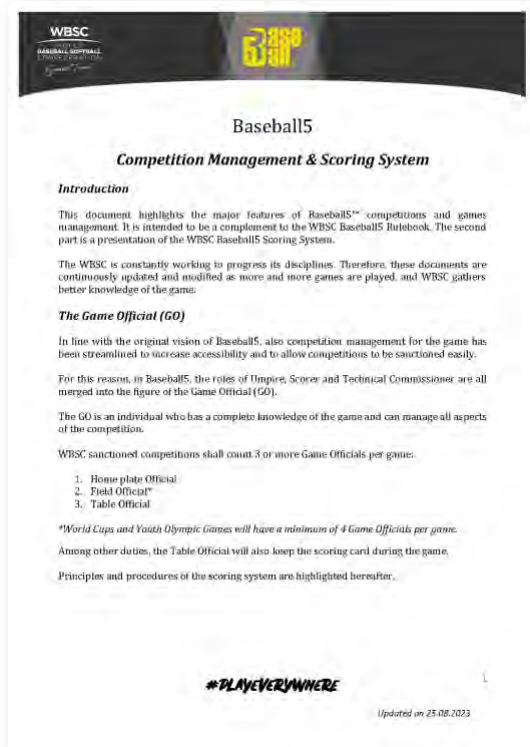 WBSC
WORLD
BASEBALL SOFTBALL
CONFEDERATION
Base
Ball
Baseball5
Competition Management & Scoring System
Introduction
This document highlights the major features of Baseball5™ competitions and games
management. It is intended to be a complement to the WBSC Baseball5 Rulebook. The second
part is a presentation of the WBSC Baseball5 Scoring System.
The WBSC is constantly working to progress its disciplines. Therefore, these documents are
continuously updated and modified as more and more games are played, and WBSC gathers
better knowledge of the game.
The Game Official (GO)
In line with the original vision of Baseball5, also competition management for the game has
been streamlined to increase accessibility and to allow competitions to be sanctioned easily.
For this reason, in Baseball5, the roles of Umpire, Scorer and Technical Commissioner are all
merged into the figure of the Game Official (GO).
The GO is an individual who has a complete knowledge of the game and can manage all aspects
of the competition.
WBSC sanctioned competitions shall count 3 or more Game Officials per game:
1. Home plate Official
2. Field Official*
3. Table Official
*World Cups and Youth Olympic Games will have a minimum of 4 Game Officials per game.
Among other duties, the Table Official will also keep the scoring card during the game.
Principles and procedures of the scoring system are highlighted hereafter.
#PLAYEVERYWHERE
1
Updated on 25.08.2023